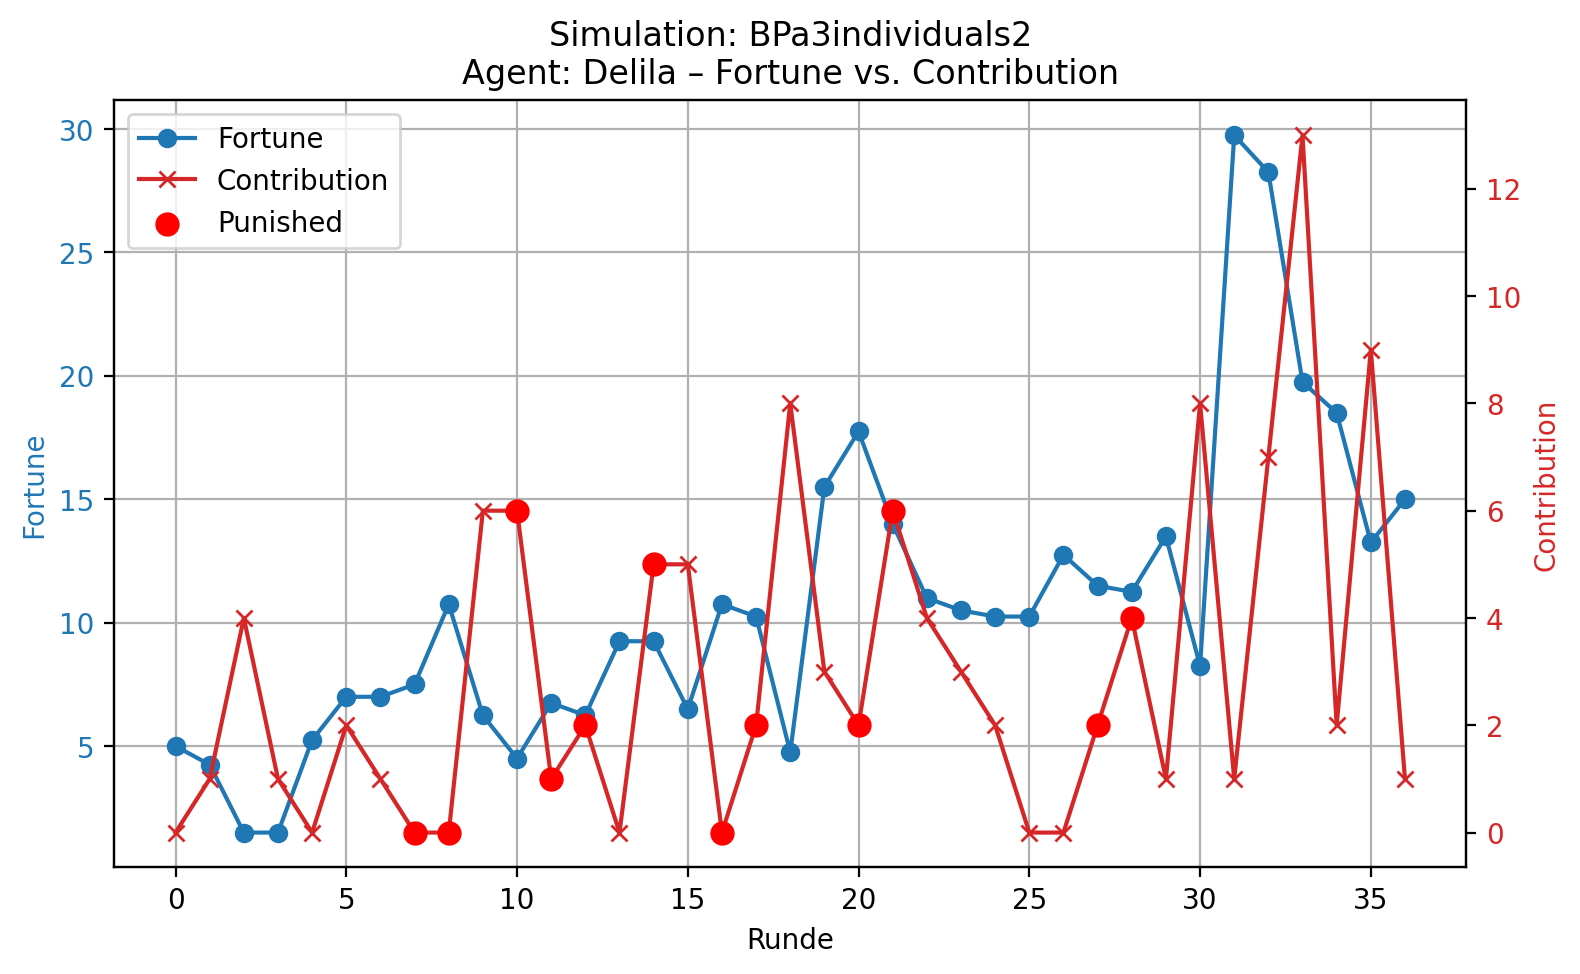 Simulation: BPa3individuals2
Agent: Delila – Fortune vs. Contribution
Fortune
Contribution
Punished
30
25
20
15
10
5
Fortune
12
10
8
6
4
2
0
Contribution
0 5 10 15 20 25 30 35
Runde